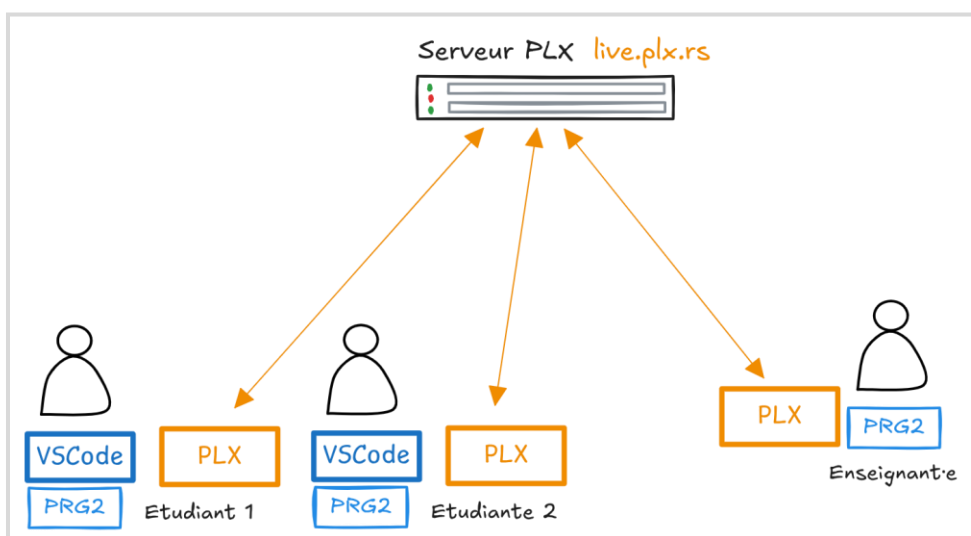 Serveur PLX live.plx.rs
VSCode
PLX
VSCode
PLX
PLX
PRG2
PRG2
Etudiant 1
PRG2
Etudiante 2
Enseignant·e